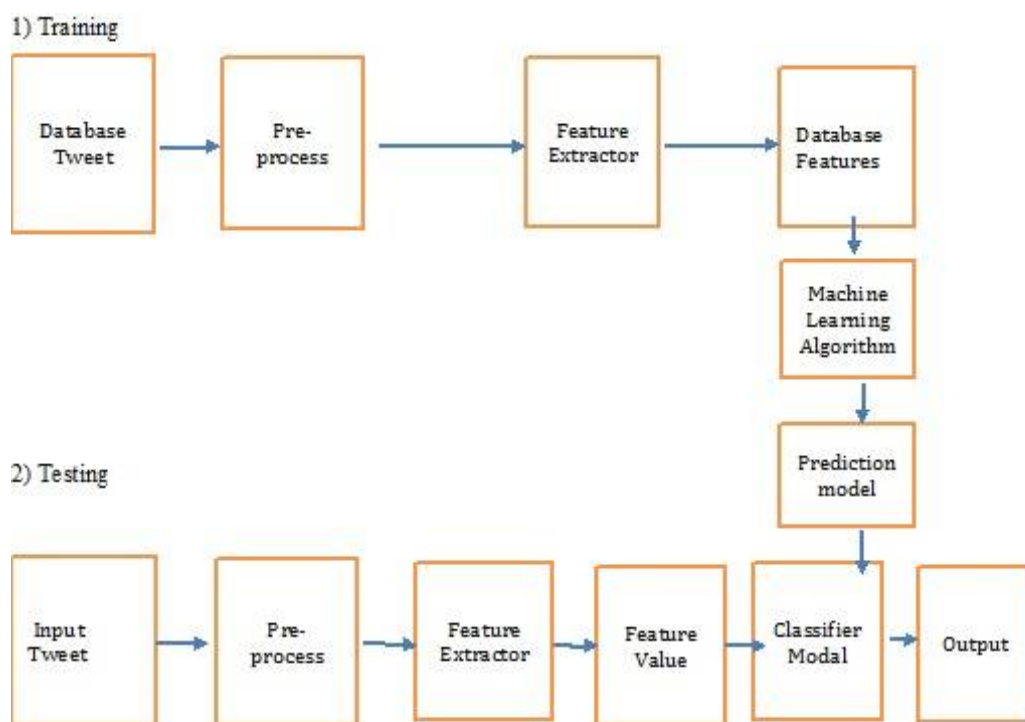 1) Training
Database
Tweet
Pre-
process
Feature
Extractor
Database
Features
Machine
Learning
Algorithm
Prediction
model
2) Testing
Input
Tweet
Pre-
process
Feature
Extractor
Feature
Value
Classifier
Modal
Output